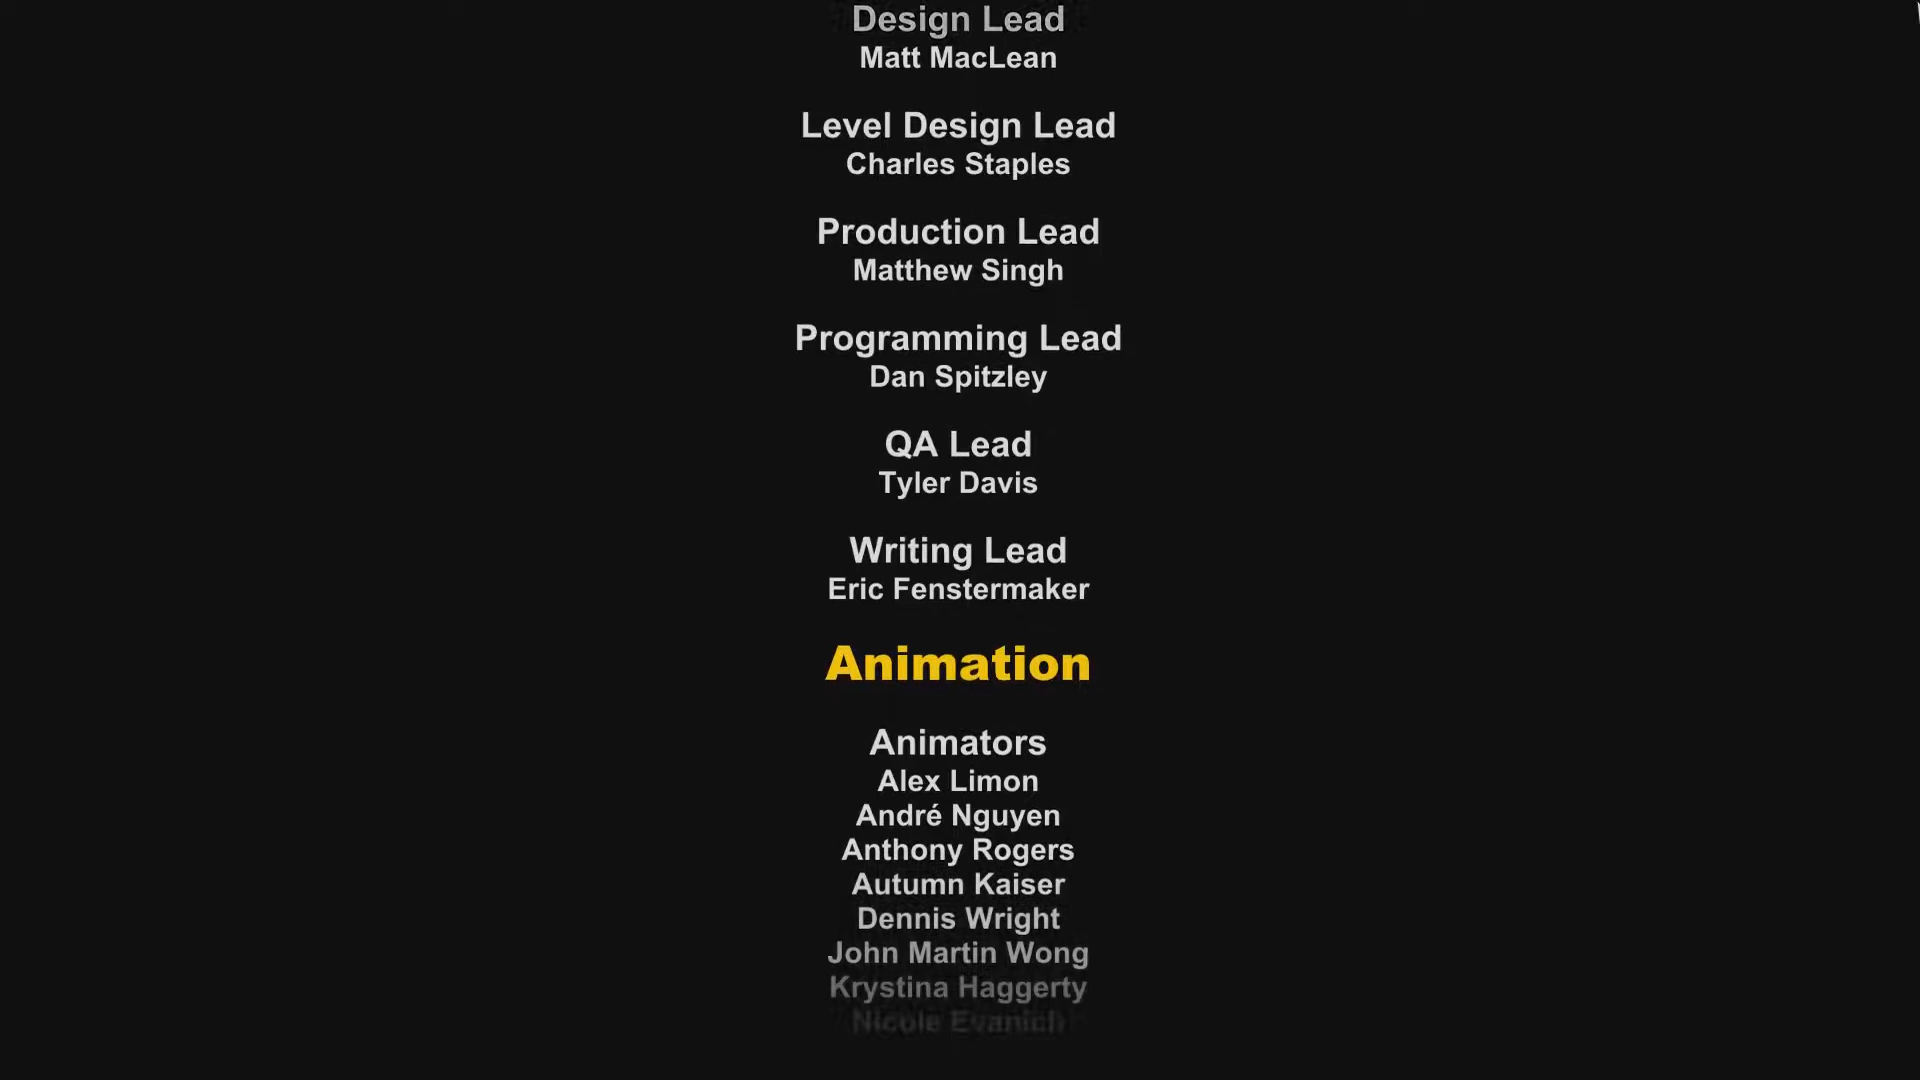 Design Lead
Matt MacLean
Level Design Lead
Charles Staples
Production Lead
Matthew Singh
Programming Lead
Dan Spitzley
QA Lead
Tyler Davis
Writing Lead
Eric Fenstermaker
Animation
Animators
Alex Limon
André Nguyen
Anthony Rogers
Autumn Kaiser
Dennis Wright
John Martin Wong
Krystina Haggerty
Nicole Evanich